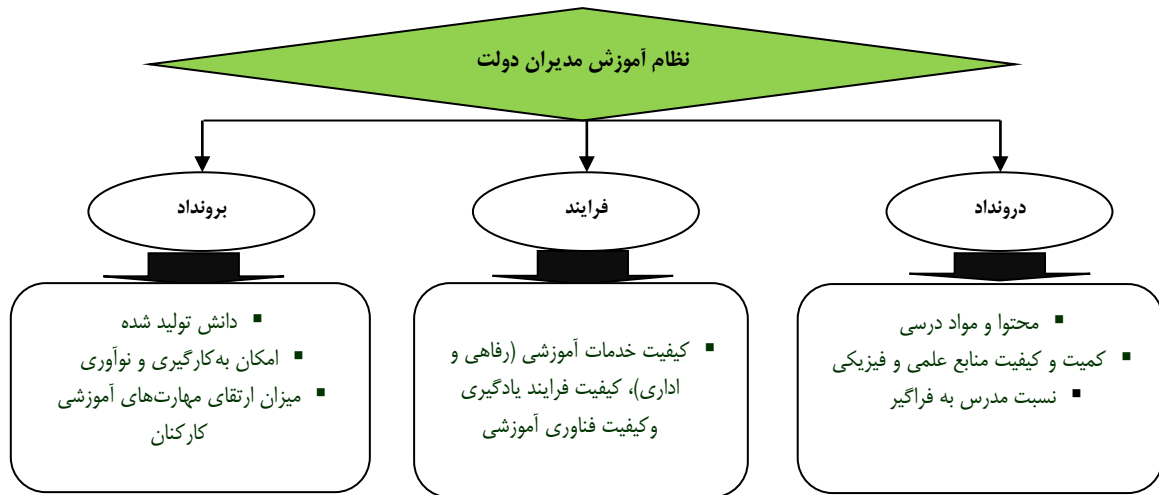 نظام آموزش مدیران دولت
درونداد
فرایند
برونداد
▪ محتوا و مواد درسی
▪ کمیت و کیفیت منابع علمی و فیزیکی
▪ نسبت مدرس به فراگیر
▪ کیفیت خدمات آموزشی (رفاهی و
اداری)، کیفیت فرایند یادگیری
وکیفیت فناوری آموزشی
▪ دانش تولید شده
▪ امکان به‌کارگیری و نوآوری
▪ میزان ارتقای مهارت‌های آموزشی
کارکنان